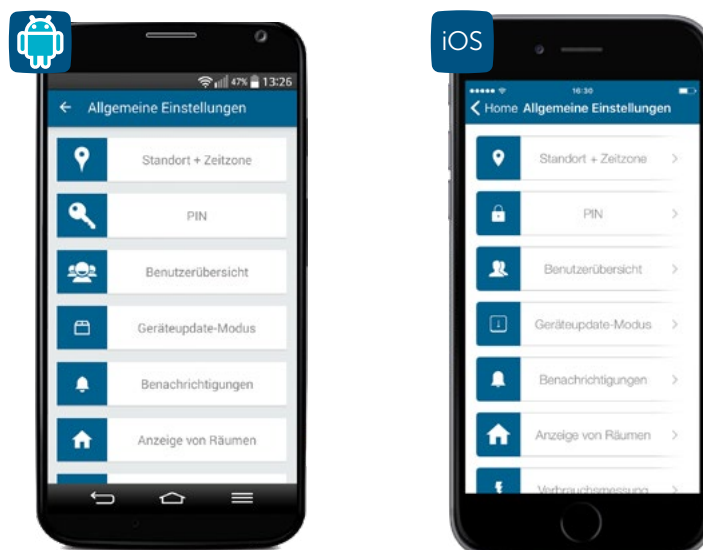 47% 13:26
Allgemeine Einstellungen
Standort + Zeitzone
PIN
Benutzerübersicht
Geräteupdate-Modus
Benachrichtigungen
Anzeige von Räumen
iOS
16:30
Home Allgemeine Einstellungen
Standort + Zeitzone
PIN
Benutzerübersicht
Geräteupdate-Modus
Benachrichtigungen
Anzeige von Räumen
Verbrauchsmessung